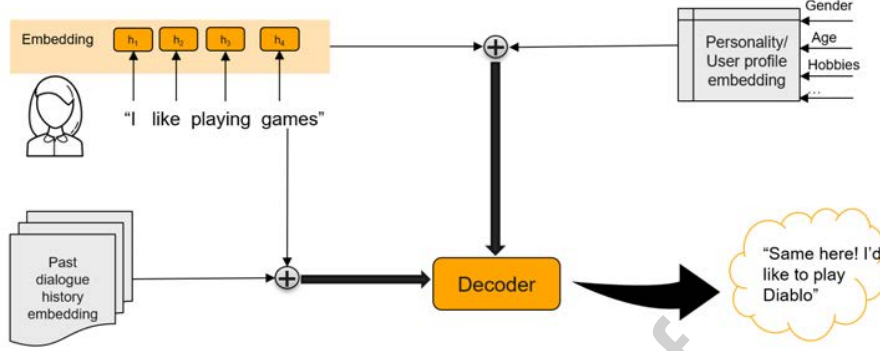 Embedding
h₁ h₂ h₃ h₄
"I like playing games"
Personality/
User profile
embedding
Gender
Age
Hobbies
...
Past
dialogue
history
embedding
Decoder
"Same here! I'd
like to play
Diablo"